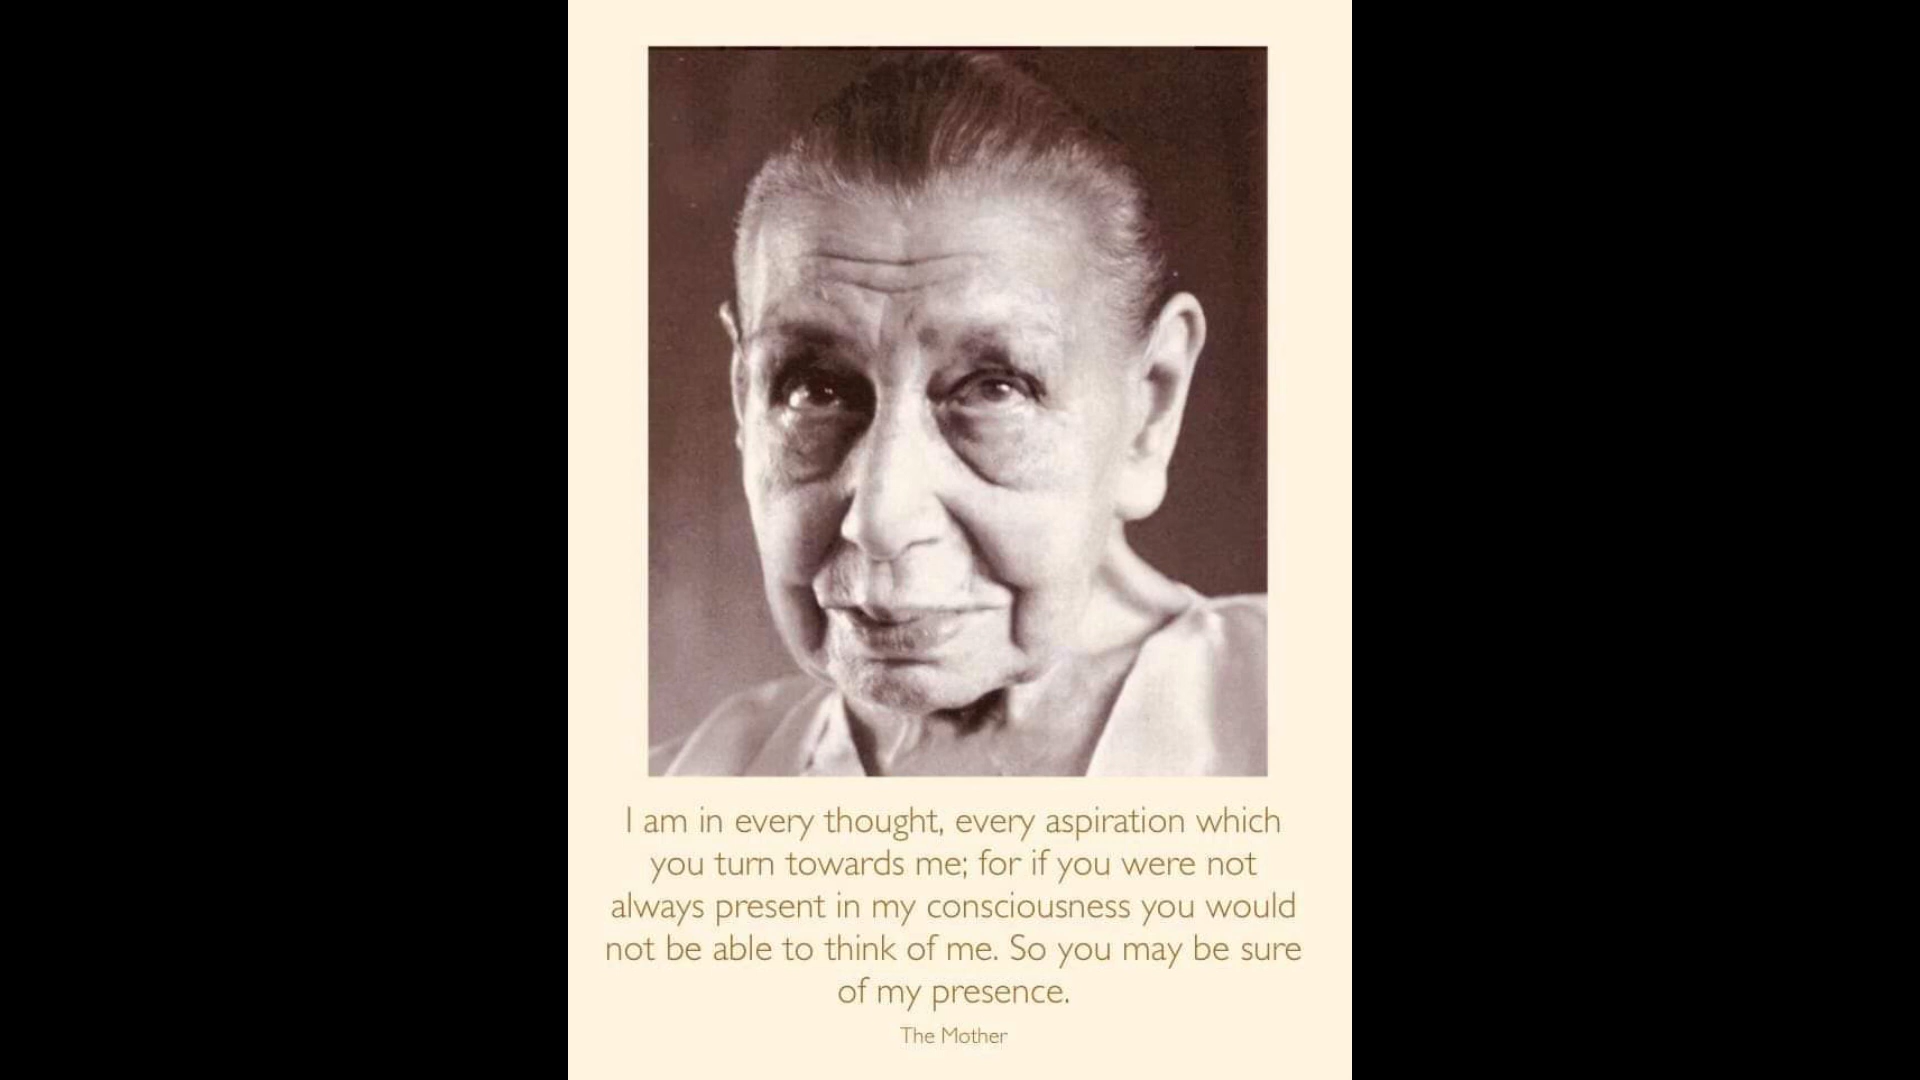 I am in every thought, every aspiration which
you turn towards me; for if you were not
always present in my consciousness you would
not be able to think of me. So you may be sure
of my presence.
The Mother